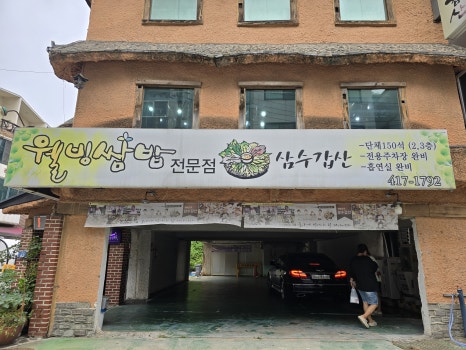 웰빙쌈밥 전문점 삼수갑산
-단체150석 (2,3층)
-전용주차장 완비
-흡연실 완비
417-1792